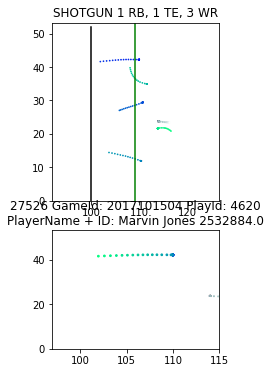 SHOTGUN 1 RB, 1 TE, 3 WR
50
40
30
20
10
0
100 110 120
27526 GameId: 2017101504 PlayId: 4620
PlayerName + ID: Marvin Jones 2532884.0
40
20
0
100 105 110 115